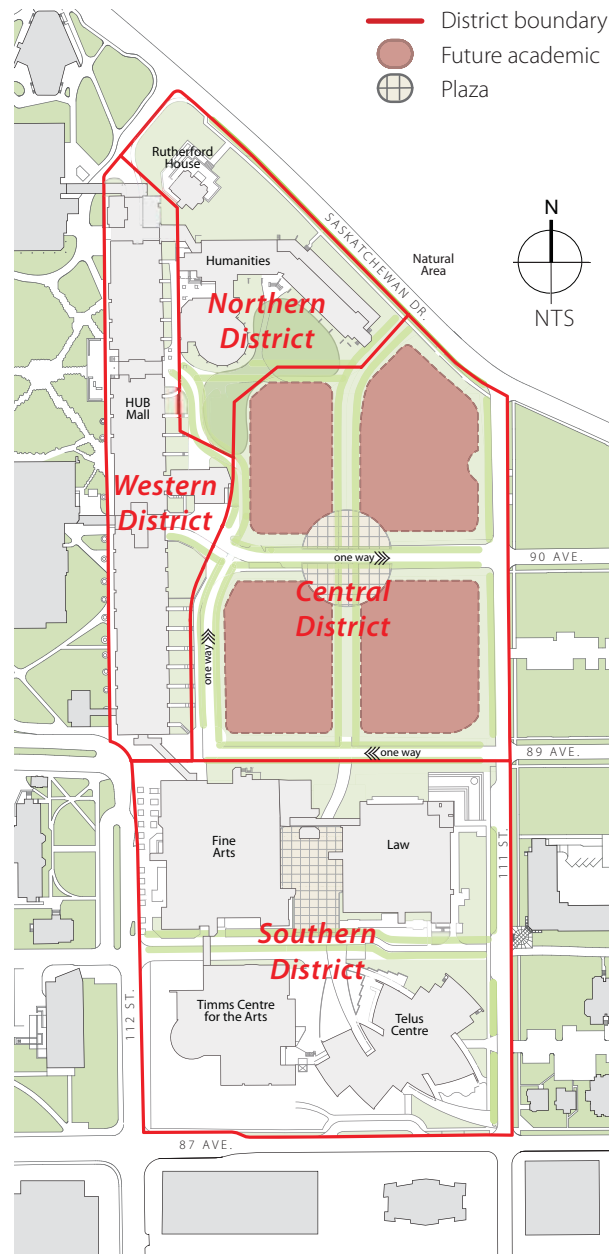 District boundary
Future academic
Plaza
Rutherford
House
SASKATCHEWAN DR.
Humanities
Natural
Area
N
NTS
Northern
District
HUB
Mall
Western
District
one way
90 AVE.
Central
District
one way
one way
89 AVE.
Fine
Arts
Law
111 ST.
Southern
District
Timms Centre
for the Arts
Telus
Centre
112 ST.
87 AVE.